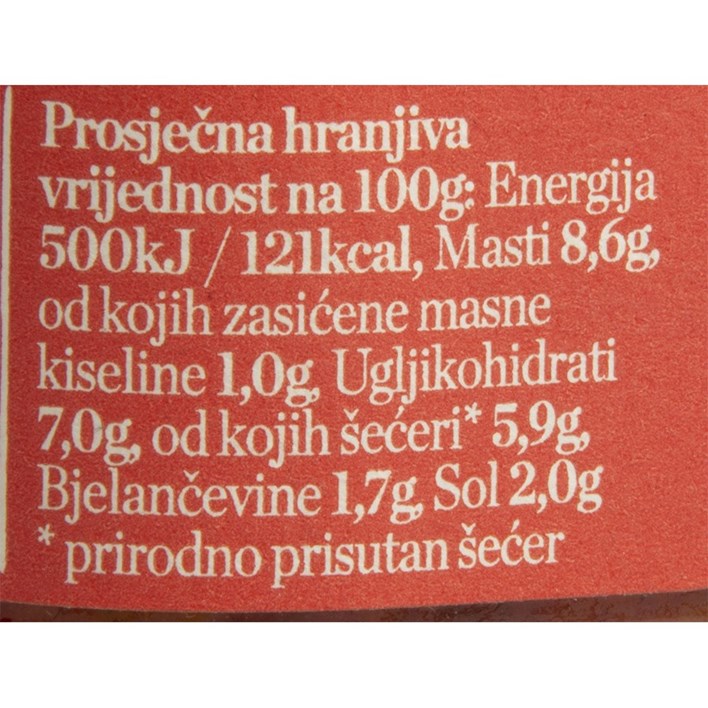 Prosječna hranjiva
vrijednost na 100g: Energija
500kJ / 121kcal, Masti 8,6g,
od kojih zasićene masne
kiseline 1,0g, Ugljikohidrati
7,0g, od kojih šećeri* 5,9g,
Bjelančevine 1,7g, Sol 2,0g
* prirodno prisutan šećer